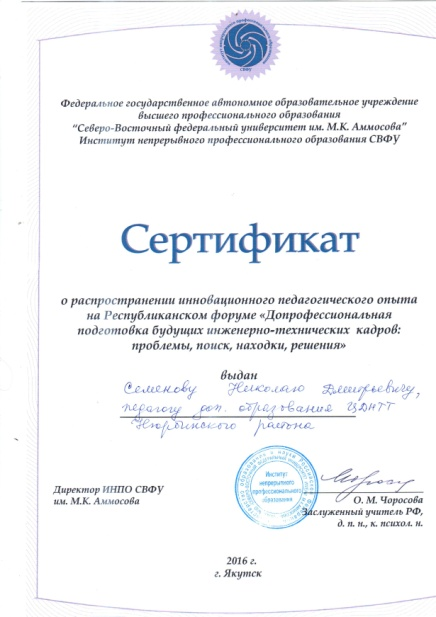 СВФУ
Федеральное государственное автономное образовательное учреждение
высшего профессионального образования
“Северо-Восточный федеральный университет им. М.К. Аммосова”
Институт непрерывного профессионального образования СВФУ
Сертификат
о распространении инновационного педагогического опыта
на Республиканском форуме «Допрофессиональная
подготовка будущих инженерно-технических кадров:
проблемы, поиск, находки, решения»
выдан
Семенову Николаю Дмитриевичу,
педагогу доп. образования ЦДНТТ
Нюрбинского района
Институт
непрерывного
профессионального
образования
Директор ИНПО СВФУ
им. М.К. Аммосова
О. М. Чоросова
Заслуженный учитель РФ,
д. п. н., к. психол. н.
2016 г.
г. Якутск